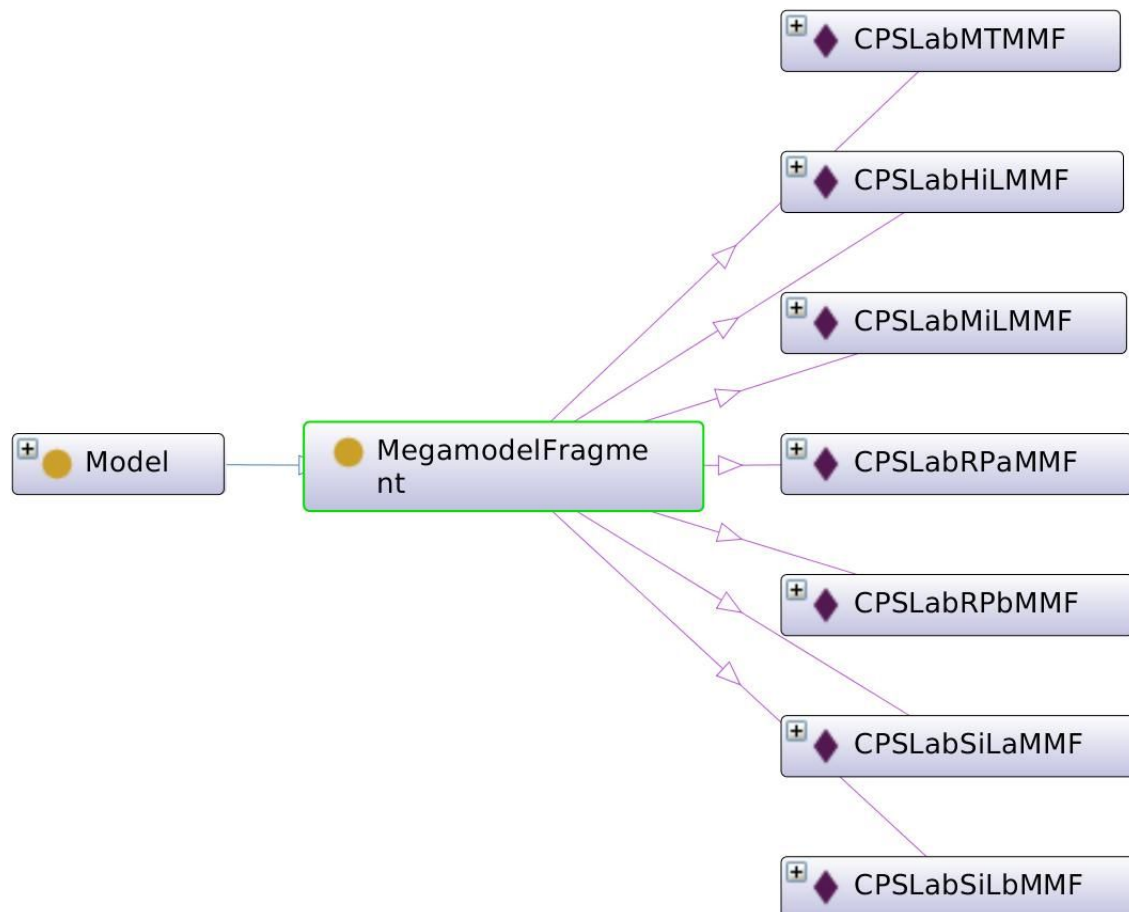 CPSLabMTMMF
CPSLabHiLMMF
CPSLabMiLMMF
Model
MegamodelFragme
nt
CPSLabRPaMMF
CPSLabRPbMMF
CPSLabSiLaMMF
CPSLabSiLbMMF